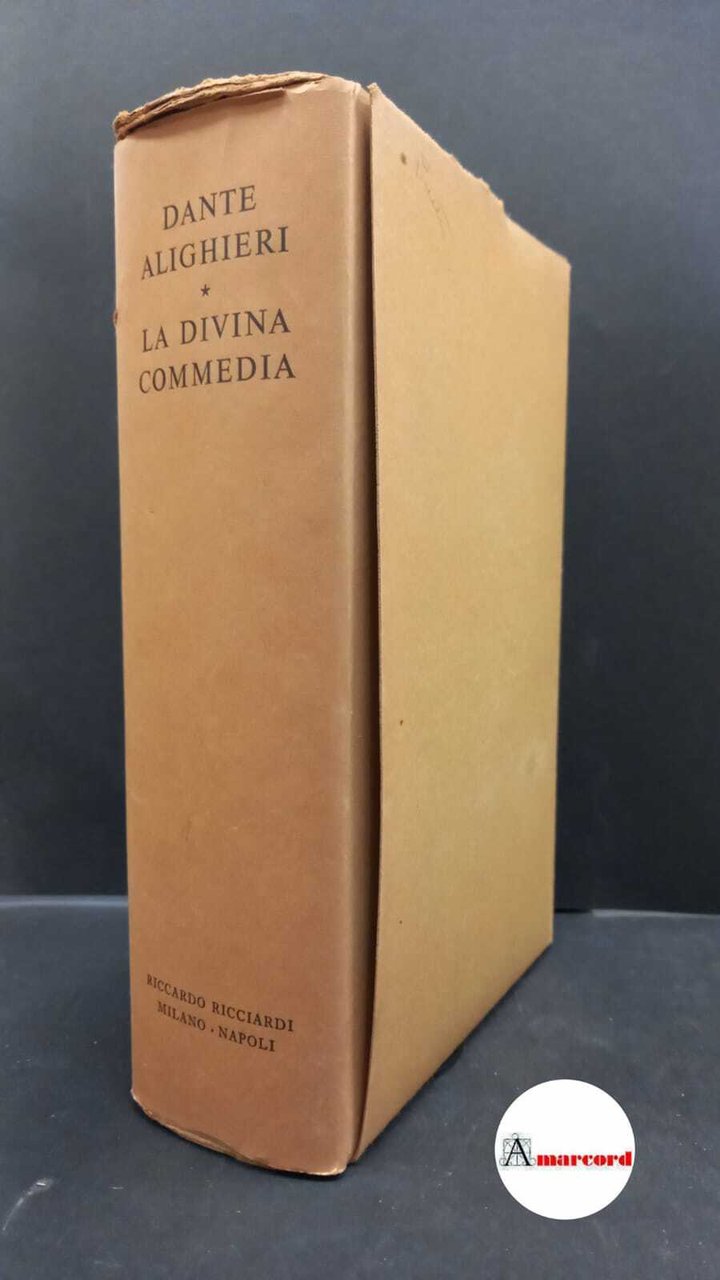 DANTE
ALIGHIERI
*
LA DIVINA
COMMEDIA
RICCARDO RICCIARDI
MILANO · NAPOLI
Amarcord